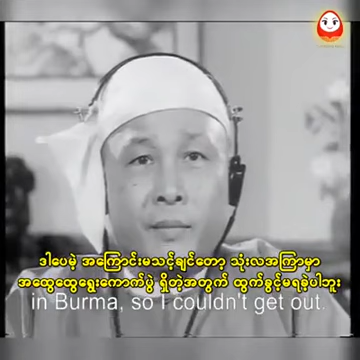 ဒါပေမဲ့ အကြောင်းမသင့်ချင်တော့ သုံးလအကြာမှာ
အထွေထွေရွေးကောက်ပွဲ ရှိတဲ့အတွက် ထွက်ခွင့်မရခဲ့ပါဘူး
in Burma, so I couldn't get out.